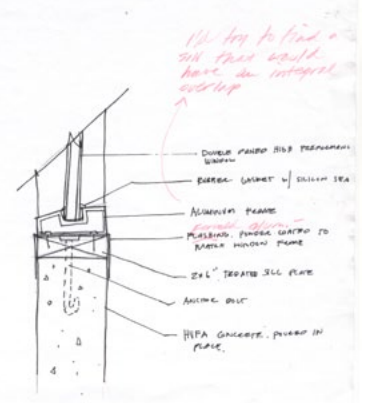 I'd try to find a
sill that would
have an integral
overlap
DOUBLE PANED HIGH PERFORMANCE
WINDOW
RUBBER GASKET W/ SILICON SEAL
ALUMINUM FRAME
alum.
FLASHING, POWDER COATED TO
MATCH WINDOW FRAME
2x6" TREATED SILL PLATE
ANCHOR BOLT
HVFA CONCRETE, POURED IN
PLACE.